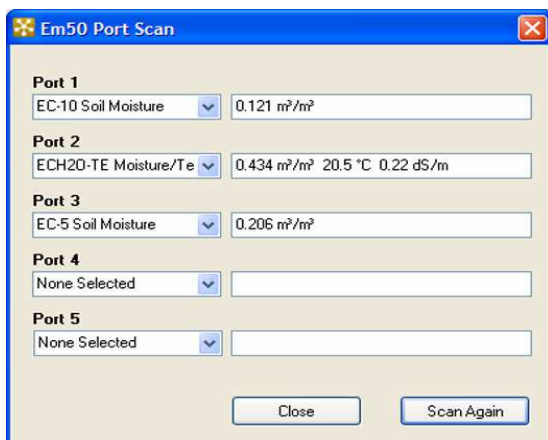 Em50 Port Scan
Port 1
EC-10 Soil Moisture 0.121 m³/m³
Port 2
ECH2O-TE Moisture/Te 0.434 m³/m³ 20.5 °C 0.22 dS/m
Port 3
EC-5 Soil Moisture 0.206 m³/m³
Port 4
None Selected
Port 5
None Selected
Close Scan Again